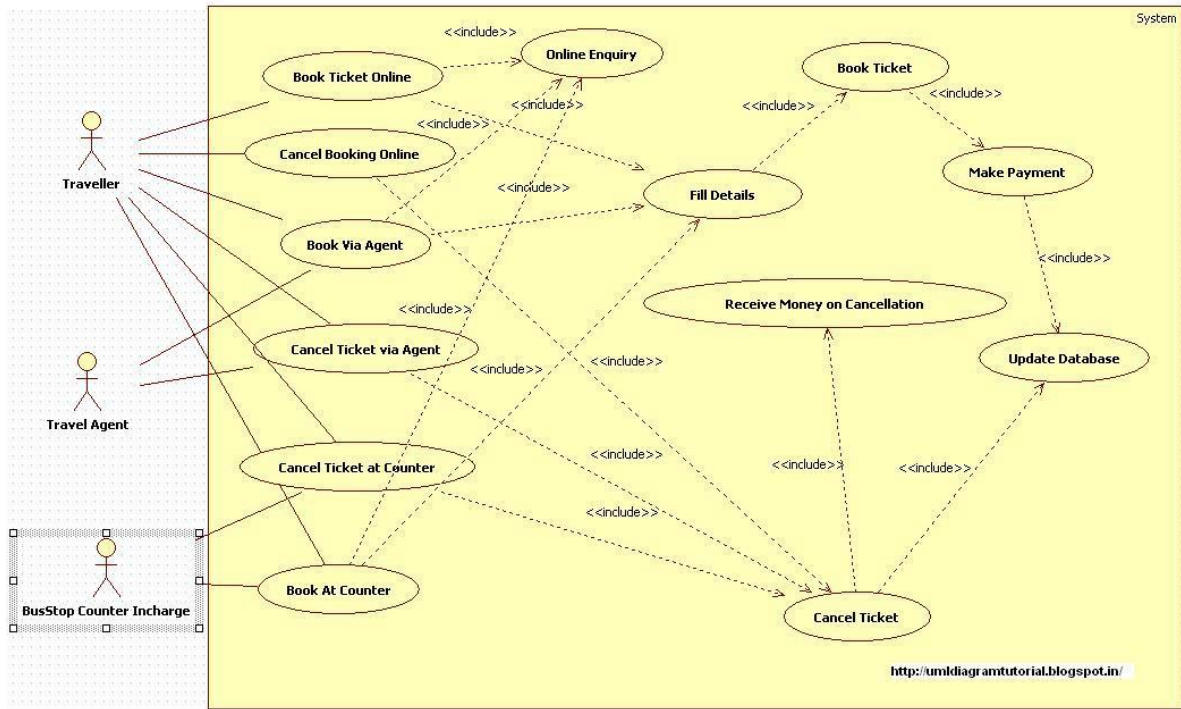 System
<<include>>
Online Enquiry
Book Ticket
Book Ticket Online
<<include>>
<<include>>
<<include>>
<<include>>
Cancel Booking Online
Traveller
Make Payment
<<include>>
Fill Details
Book Via Agent
<<include>>
Receive Money on Cancellation
<<include>>
<<include>>
Cancel Ticket via Agent
Update Database
<<include>>
<<include>>
Travel Agent
<<include>>
Cancel Ticket at Counter
<<include>>
<<include>>
<<include>>
Book At Counter
BusStop Counter Incharge
Cancel Ticket
http://umldiagramtutorial.blogspot.in/